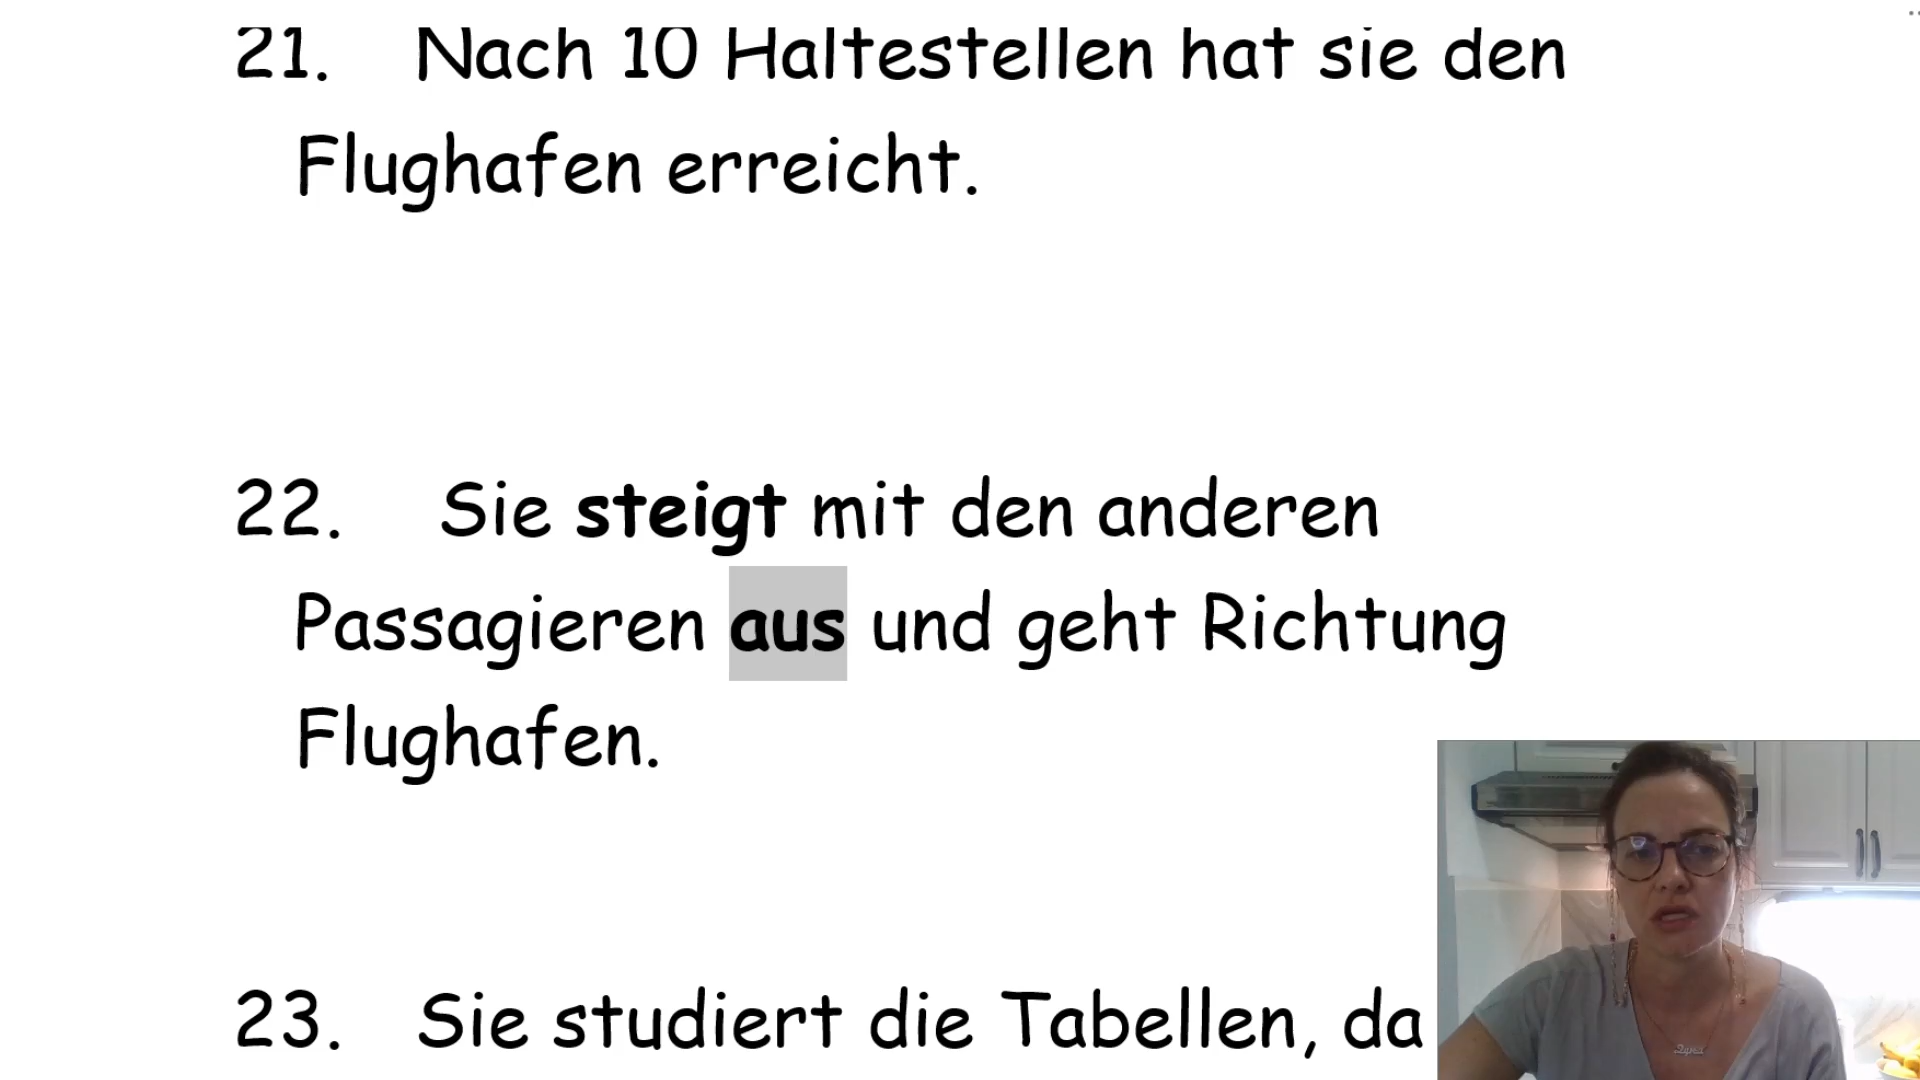 21. Nach 10 Haltestellen hat sie den
Flughafen erreicht.
22. Sie steigt mit den anderen
Passagieren aus und geht Richtung
Flughafen.
23. Sie studiert die Tabellen, da